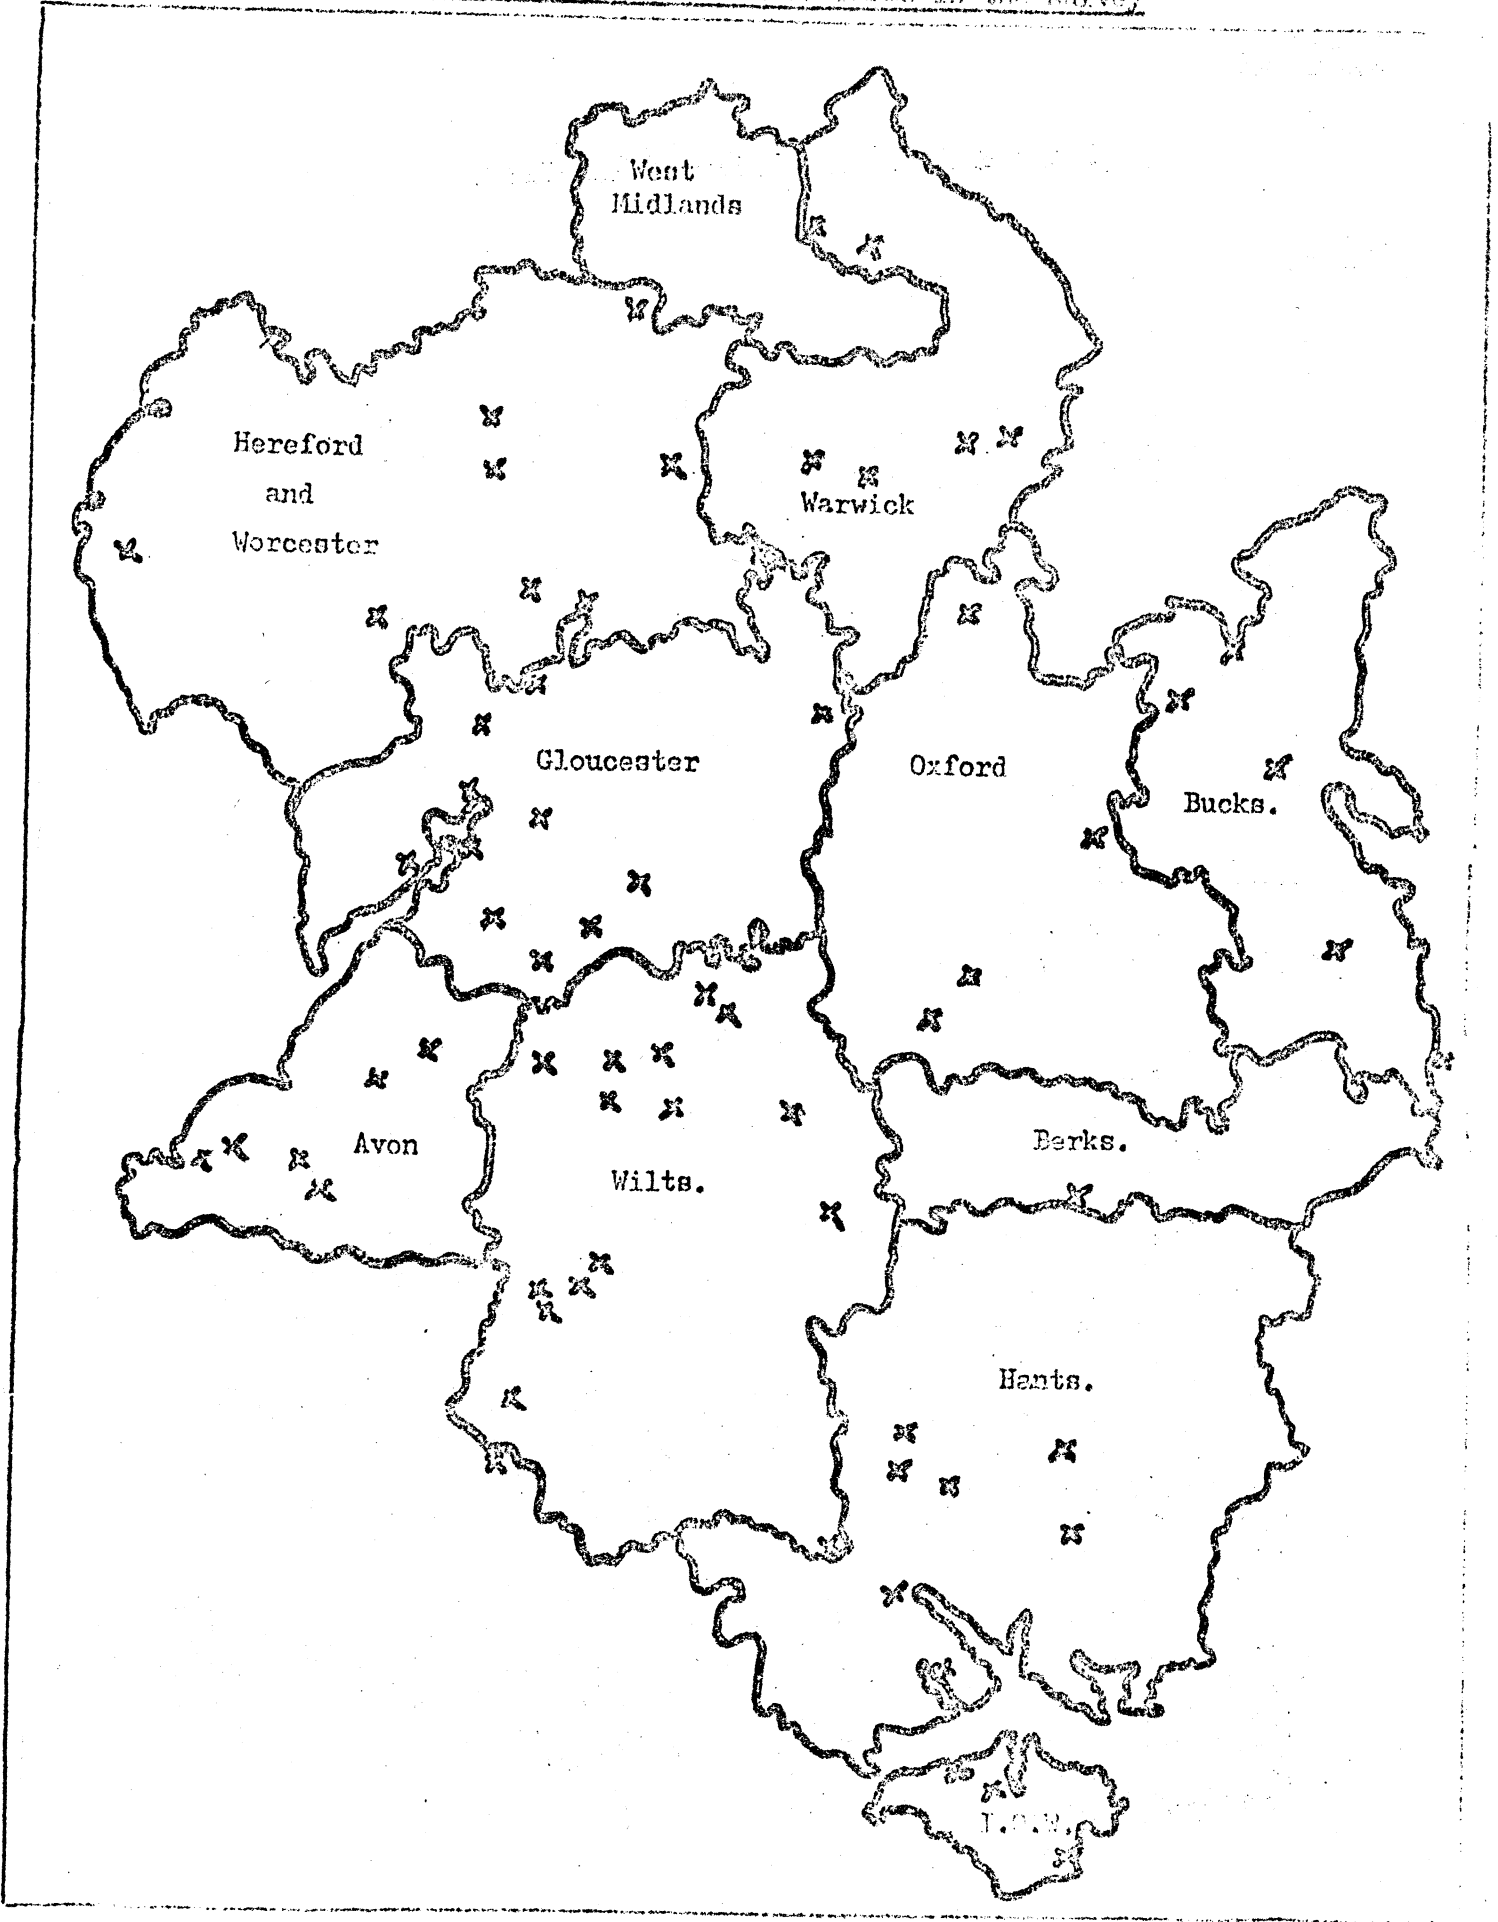 West
Midlands
Hereford
and
Worcester
Warwick
Gloucester
Oxford
Bucks.
Avon
Wilts.
Berks.
Hants.
I.O.W.